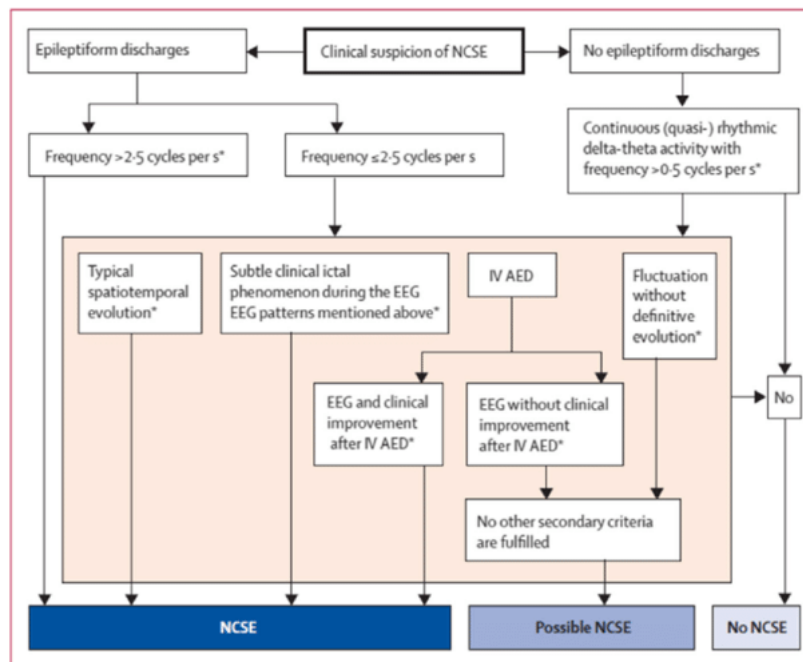 Epileptiform discharges
Clinical suspicion of NCSE
No epileptiform discharges
Frequency >2·5 cycles per s*
Frequency ≤2·5 cycles per s
Continuous (quasi-) rhythmic
delta-theta activity with
frequency >0·5 cycles per s*
Typical
spatiotemporal
evolution*
Subtle clinical ictal
phenomenon during the EEG
EEG patterns mentioned above*
IV AED
Fluctuation
without
definitive
evolution*
EEG and clinical
improvement
after IV AED*
EEG without clinical
improvement
after IV AED*
No
No other secondary criteria
are fulfilled
NCSE
Possible NCSE
No NCSE